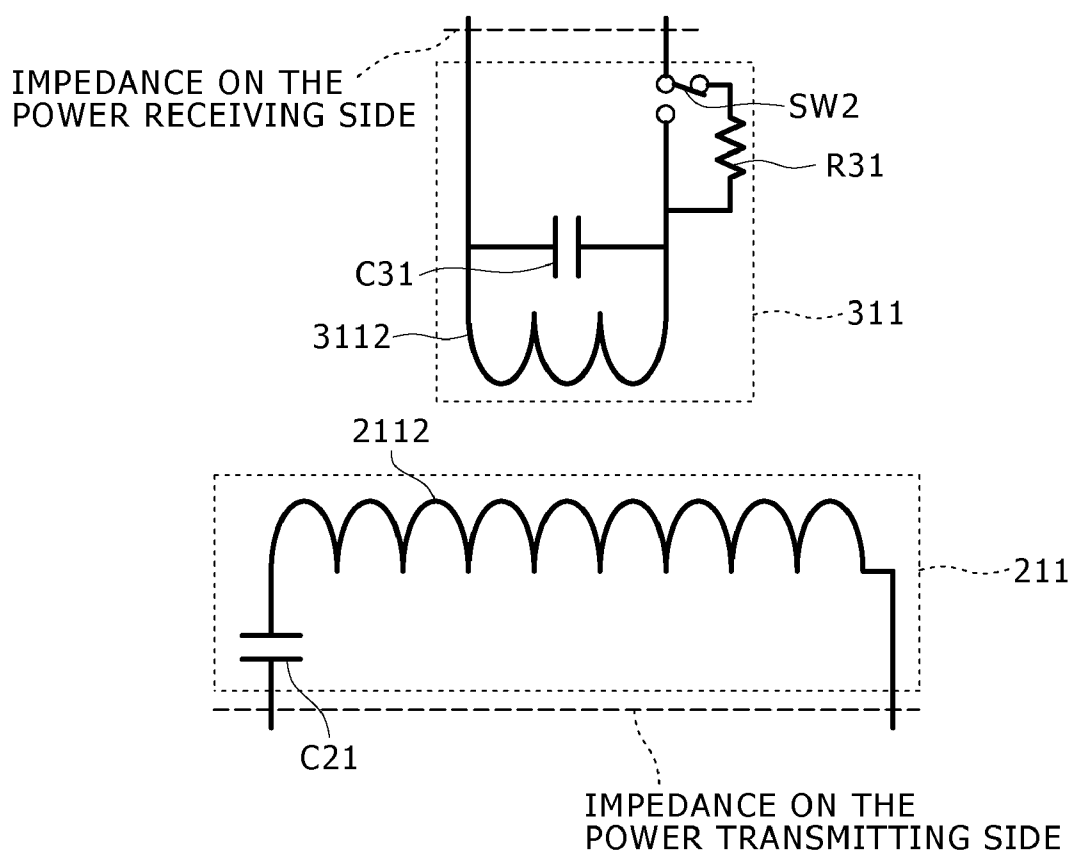 IMPEDANCE ON THE
POWER RECEIVING SIDE
SW2
R31
C31
311
3112
2112
211
C21
IMPEDANCE ON THE
POWER TRANSMITTING SIDE